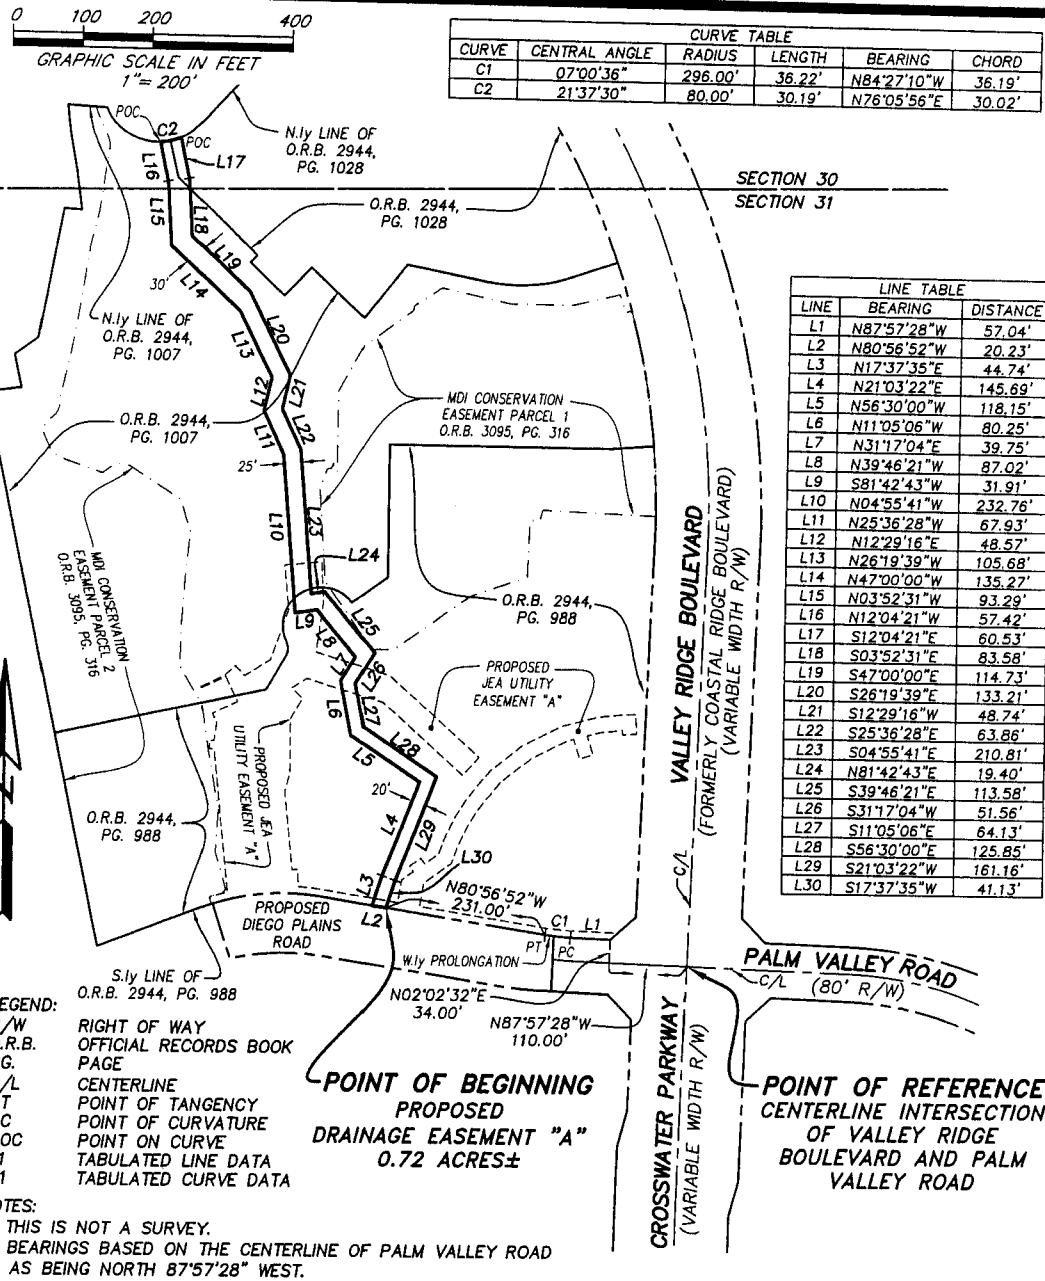 0 100 200 400
GRAPHIC SCALE IN FEET
1"= 200'
CURVE TABLE
CURVE CENTRAL ANGLE RADIUS LENGTH BEARING CHORD
C1 07°00'36" 296.00' 36.22' N84°27'10"W 36.19'
C2 21°37'30" 80.00' 30.19' N76°05'56"E 30.02'
POC
C2
POC
L16
L17
N.ly LINE OF
O.R.B. 2944,
PG. 1028
SECTION 30
SECTION 31
O.R.B. 2944,
PG. 1028
L15
L18
L19
30'
L14
N.ly LINE OF
O.R.B. 2944,
PG. 1007
L20
L13
LINE TABLE
LINE BEARING DISTANCE
L1 N87°57'28"W 57.04'
L2 N80°56'52"W 20.23'
L3 N17°37'35"E 44.74'
L4 N21°03'22"E 145.69'
L5 N56°30'00"W 118.15'
L6 N11°05'06"W 80.25'
L7 N31°17'04"E 39.75'
L8 N39°46'21"W 87.02'
L9 S81°42'43"W 31.91'
L10 N04°55'41"W 232.76'
L11 N25°36'28"W 67.93'
L12 N12°29'16"E 48.57'
L13 N26°19'39"W 105.68'
L14 N47°00'00"W 135.27'
L15 N03°52'31"W 93.29'
L16 N12°04'21"W 57.42'
L17 S12°04'21"E 60.53'
L18 S03°52'31"E 83.58'
L19 S47°00'00"E 114.73'
L20 S26°19'39"E 133.21'
L21 S12°29'16"W 48.74'
L22 S25°36'28"E 63.86'
L23 S04°55'41"E 210.81'
L24 N81°42'43"E 19.40'
L25 S39°46'21"E 113.58'
L26 S31°17'04"W 51.56'
L27 S11°05'06"E 64.13'
L28 S56°30'00"E 125.85'
L29 S21°03'22"W 161.16'
L30 S17°37'35"W 41.13'
L12
L21
MDI CONSERVATION
EASEMENT PARCEL 1
O.R.B. 3095, PG. 316
O.R.B. 2944,
PG. 1007
L11
L22
25'
L10
L23
L24
MDI CONSERVATION
EASEMENT PARCEL 2
O.R.B. 3095, PG. 316
O.R.B. 2944,
PG. 988
L9
L8
L25
L7
L26
PROPOSED
JEA UTILITY
EASEMENT "A"
L6
L27
L28
L5
PROPOSED JEA
UTILITY EASEMENT "A"
20'
L4
L29
O.R.B. 2944,
PG. 988
VALLEY RIDGE BOULEVARD
(FORMERLY COASTAL RIDGE BOULEVARD)
(VARIABLE WIDTH R/W)
C/L
L30
L3
L2
N80°56'52"W
231.00'
PROPOSED
DIEGO PLAINS
ROAD
C1 L1
PT PC
W.ly PROLONGATION
PALM VALLEY ROAD
C/L (80' R/W)
S.ly LINE OF
O.R.B. 2944, PG. 988
N02°02'32"E
34.00'
N87°57'28"W
110.00'
CROSSWATER PARKWAY
(VARIABLE WIDTH R/W)
EGEND:
/W RIGHT OF WAY
.R.B. OFFICIAL RECORDS BOOK
G. PAGE
/L CENTERLINE
T POINT OF TANGENCY
C POINT OF CURVATURE
OC POINT ON CURVE
1 TABULATED LINE DATA
1 TABULATED CURVE DATA
POINT OF BEGINNING
PROPOSED
DRAINAGE EASEMENT "A"
0.72 ACRES±
POINT OF REFERENCE
CENTERLINE INTERSECTION
OF VALLEY RIDGE
BOULEVARD AND PALM
VALLEY ROAD
OTES:
THIS IS NOT A SURVEY.
BEARINGS BASED ON THE CENTERLINE OF PALM VALLEY ROAD
AS BEING NORTH 87°57'28" WEST.